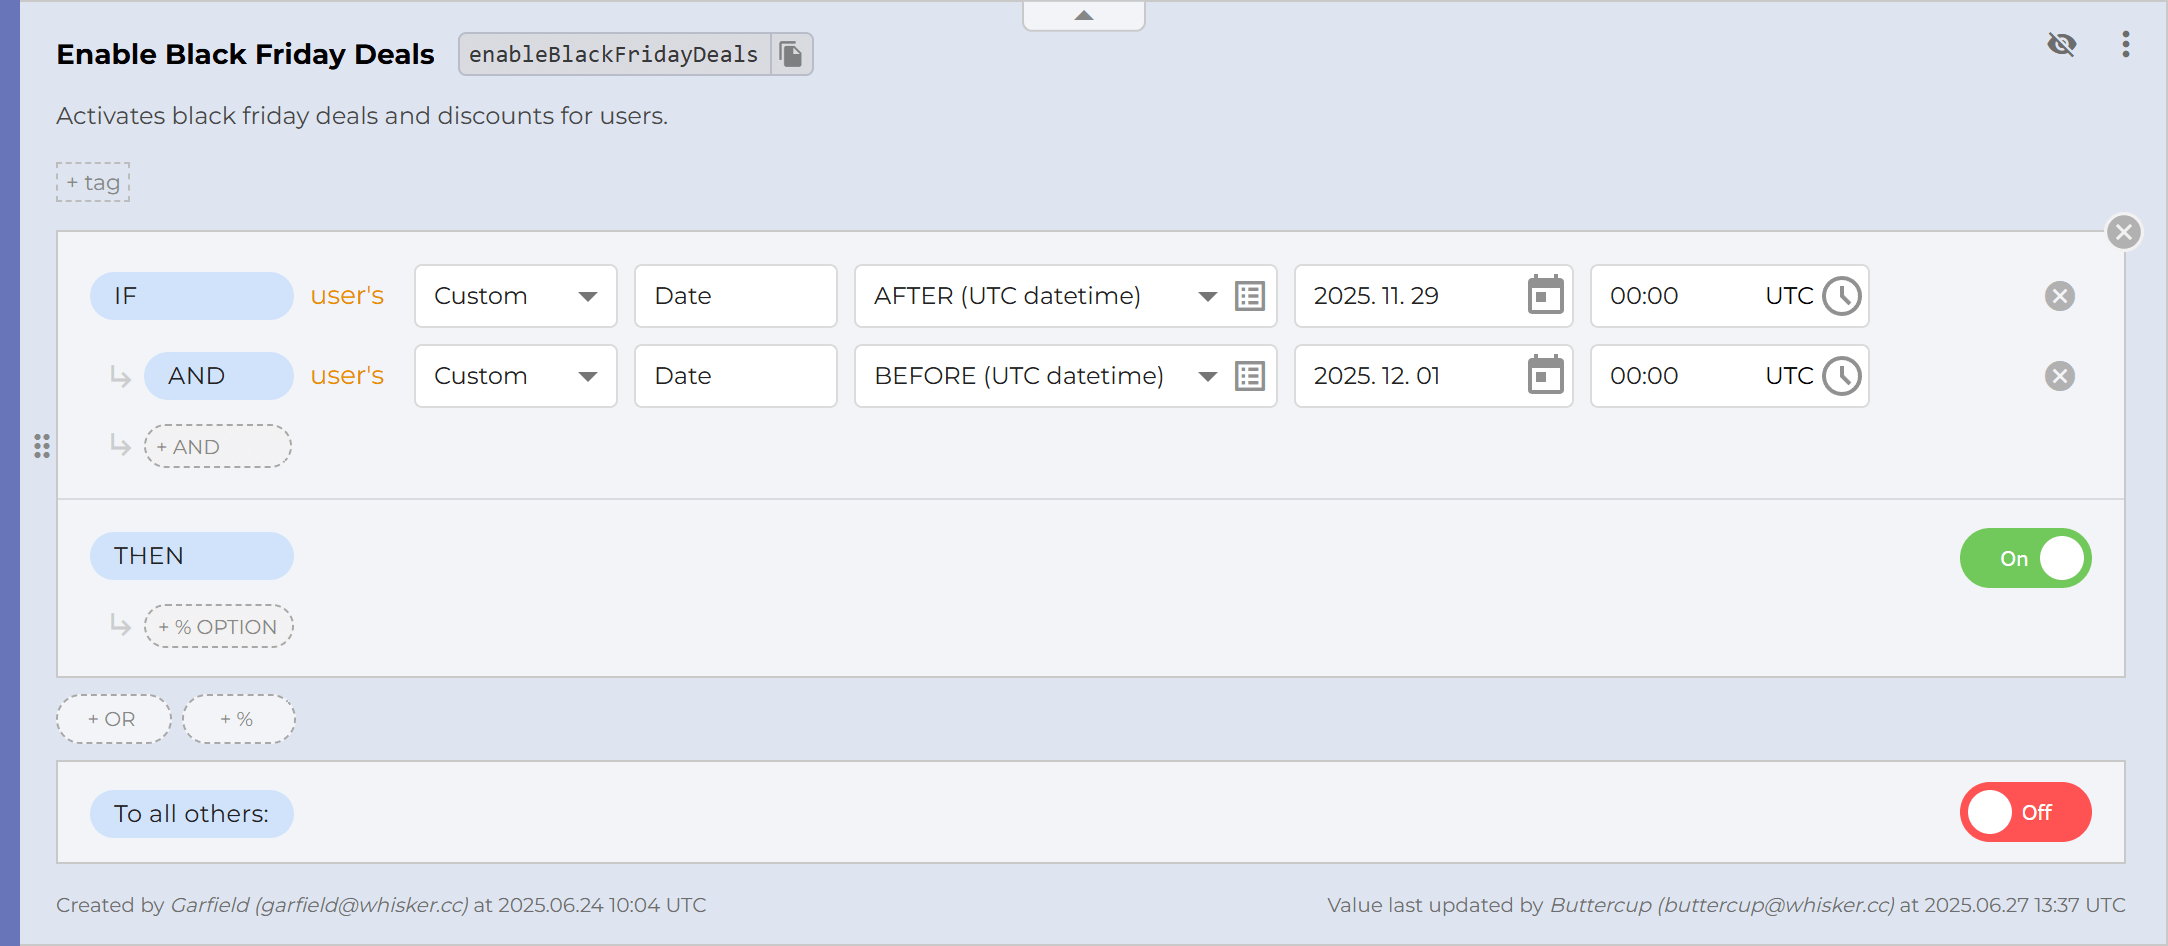 Enable Black Friday Deals enableBlackFridayDeals
Activates black friday deals and discounts for users.
+ tag
IF user's Custom Date AFTER (UTC datetime) 2025. 11. 29 00:00 UTC
AND user's Custom Date BEFORE (UTC datetime) 2025. 12. 01 00:00 UTC
+ AND
THEN On
+ % OPTION
+ OR + %
To all others: Off
Created by Garfield (garfield@whisker.cc) at 2025.06.24 10:04 UTC Value last updated by Buttercup (buttercup@whisker.cc) at 2025.06.27 13:37 UTC